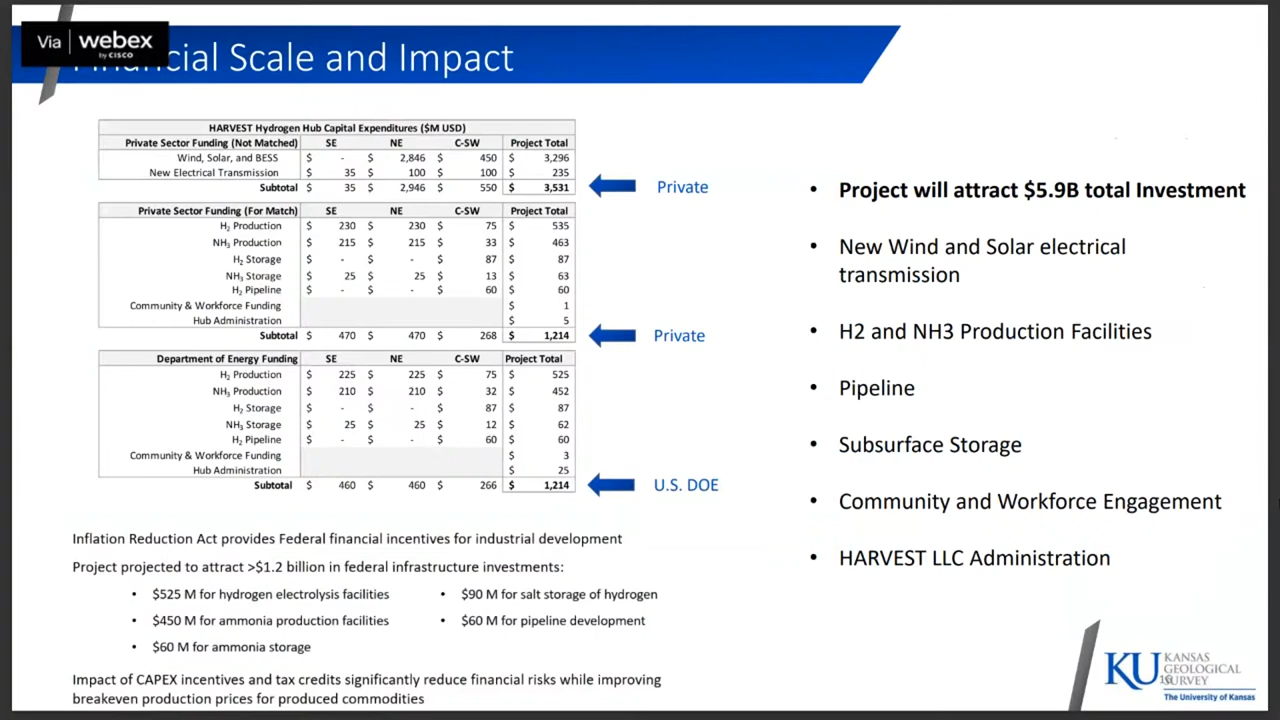 Via webex
by CISCO
Financial Scale and Impact
HARVEST Hydrogen Hub Capital Expenditures ($M USD)
Private Sector Funding (Not Matched) SE NE C-SW Project Total
Wind, Solar, and BESS $ - $ 2,846 $ 450 $ 3,296
New Electrical Transmission $ 35 $ 100 $ 100 $ 235
Subtotal $ 35 $ 2,946 $ 550 $ 3,531
Private
Private Sector Funding (For Match) SE NE C-SW Project Total
H₂ Production $ 230 $ 230 $ 75 $ 535
NH₃ Production $ 215 $ 215 $ 33 $ 463
H₂ Storage $ - $ - $ 87 $ 87
NH₃ Storage $ 25 $ 25 $ 13 $ 63
H₂ Pipeline $ - $ - $ 60 $ 60
Community & Workforce Funding $ 1
Hub Administration $ 5
Subtotal $ 470 $ 470 $ 268 $ 1,214
Private
Department of Energy Funding SE NE C-SW Project Total
H₂ Production $ 225 $ 225 $ 75 $ 525
NH₃ Production $ 210 $ 210 $ 32 $ 452
H₂ Storage $ - $ - $ 87 $ 87
NH₃ Storage $ 25 $ 25 $ 12 $ 62
H₂ Pipeline $ - $ - $ 60 $ 60
Community & Workforce Funding $ 3
Hub Administration $ 25
Subtotal $ 460 $ 460 $ 266 $ 1,214
U.S. DOE
Inflation Reduction Act provides Federal financial incentives for industrial development
Project projected to attract >$1.2 billion in federal infrastructure investments:
• $525 M for hydrogen electrolysis facilities
• $450 M for ammonia production facilities
• $60 M for ammonia storage
• $90 M for salt storage of hydrogen
• $60 M for pipeline development
Impact of CAPEX incentives and tax credits significantly reduce financial risks while improving
breakeven production prices for produced commodities
• Project will attract $5.9B total Investment
• New Wind and Solar electrical
transmission
• H2 and NH3 Production Facilities
• Pipeline
• Subsurface Storage
• Community and Workforce Engagement
• HARVEST LLC Administration
KU KANSAS
GEOLOGICAL
SURVEY
The University of Kansas